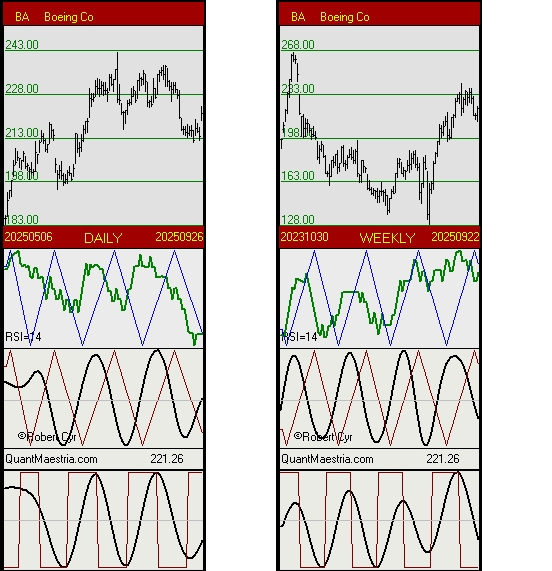 BA Boeing Co
243.00
228.00
213.00
198.00
183.00
20250506 DAILY 20250926
RSI=14
©Robert Cyr
QuantMaestria.com 221.26
BA Boeing Co
268.00
233.00
198.00
163.00
128.00
20231030 WEEKLY 20250922
RSI=14
©Robert Cyr
QuantMaestria.com 221.26